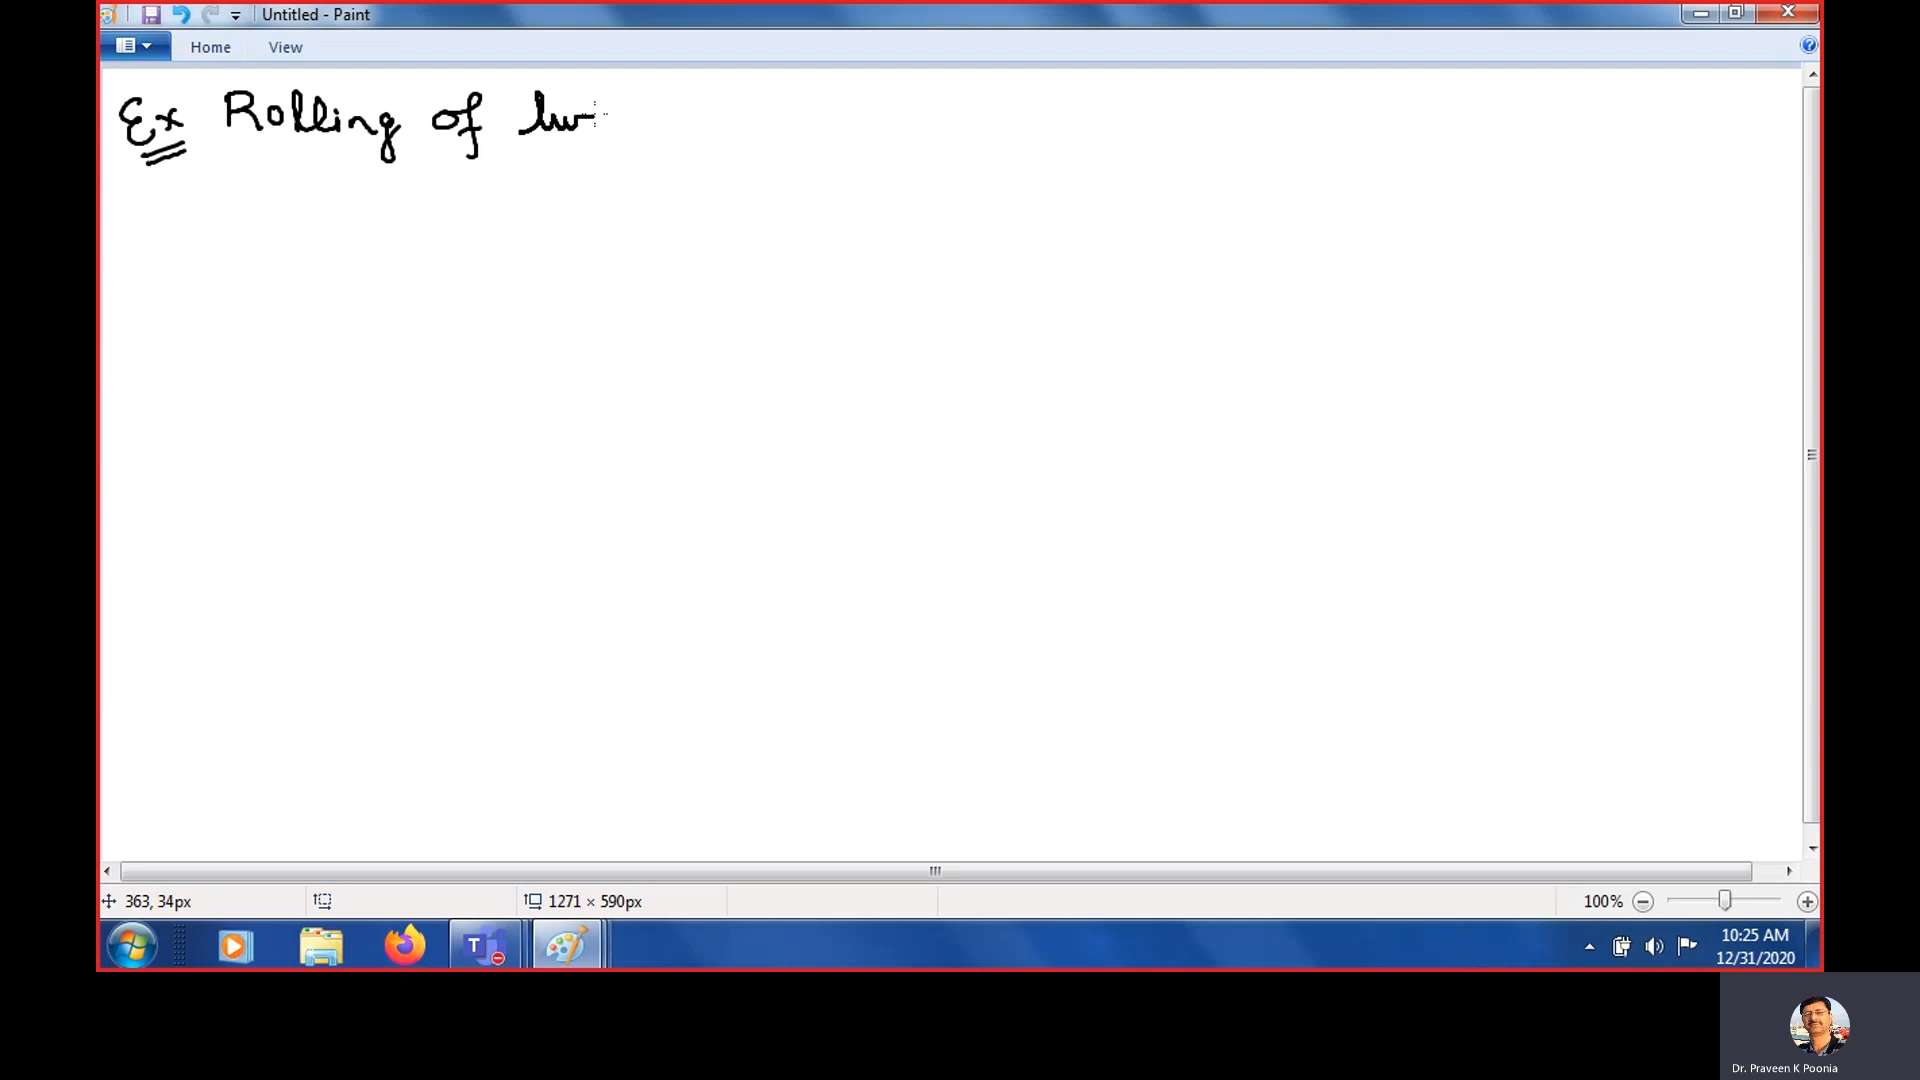 Untitled - Paint
Home View
Ex Rolling of
363, 34px 1271 × 590px 100%
T
10:25 AM
12/31/2020
Dr. Praveen K Poonia